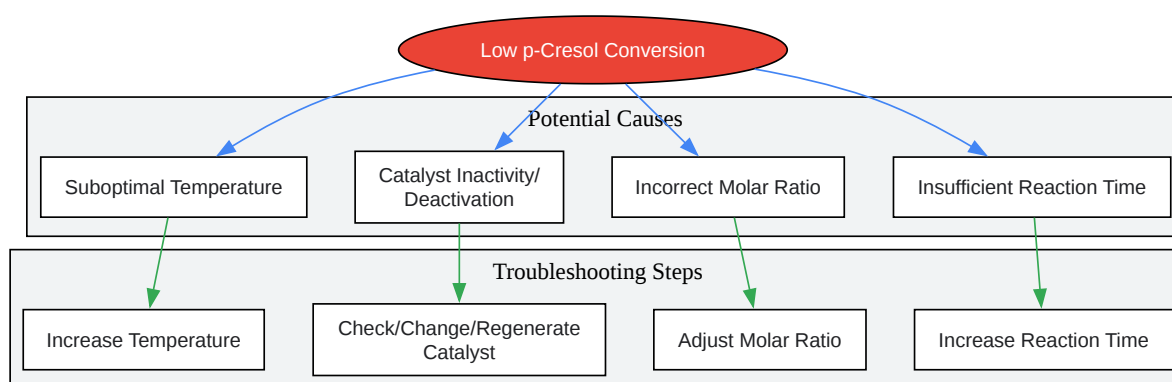 Low p-Cresol Conversion
Potential Causes
Suboptimal Temperature
Catalyst Inactivity/
Deactivation
Incorrect Molar Ratio
Insufficient Reaction Time
Troubleshooting Steps
Increase Temperature
Check/Change/Regenerate
Catalyst
Adjust Molar Ratio
Increase Reaction Time